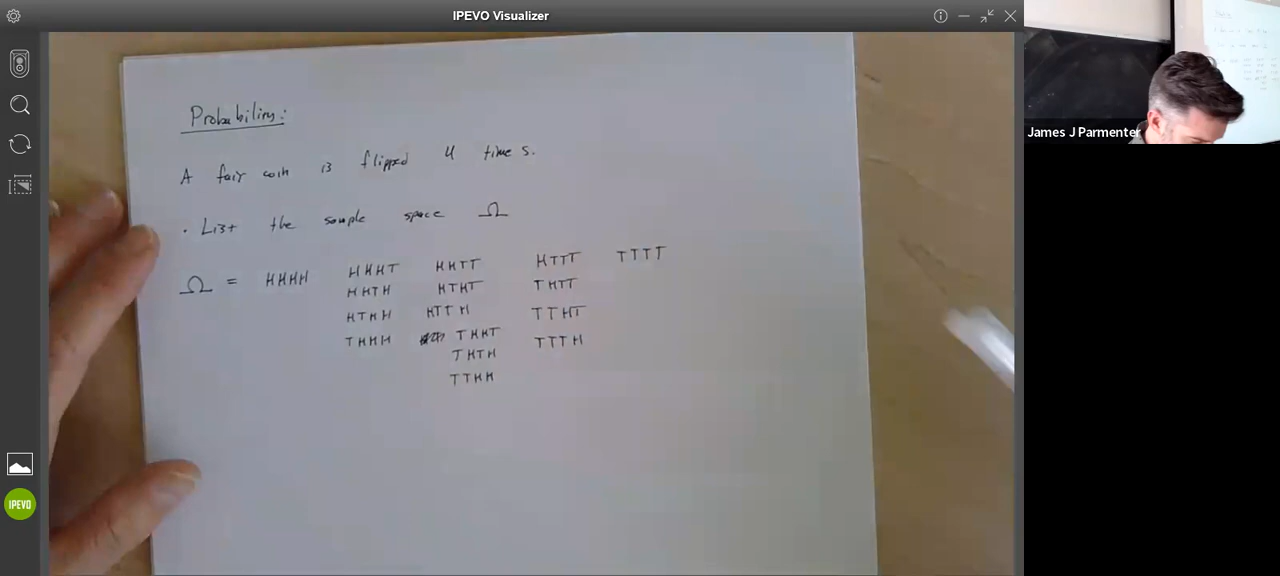 IPEVO Visualizer
James J Parmenter
Probability:
A fair coin is flipped 4 times.
• List the sample space Ω
Ω = HHHH HHHT HHTT HTTT TTTT
HHTH HTHT THTT
HTHH HTTH TTHT
THHH THHT TTTH
THTH
TTHH
IPEVO